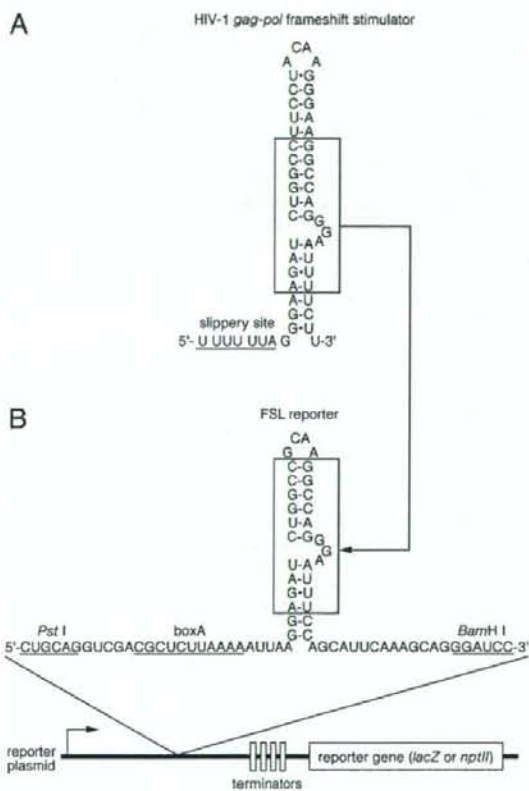 A
HIV-1 gag-pol frameshift stimulator
CA
A A
U•G
C-G
C-G
U-A
U-A
C-G
C-G
G-C
G-C
U-A
C-G G
G
U-A A
A-U
G•U
A-U
A-U
G-C
G•U
slippery site
5'- U UUU UUA G U-3'
B
FSL reporter
CA
G A
C-G
C-G
G-C
G-C
U-A
C-G G
G
U-A A
A-U
G•U
A-U
G-C
G-C
Pst I boxA BamH I
5'-CUGCAGGUCGACGCUCUUAAAAAUUAA AGCAUUCAAAGCAGGGAUCC-3'
reporter plasmid
terminators
reporter gene (lacZ or nptII)